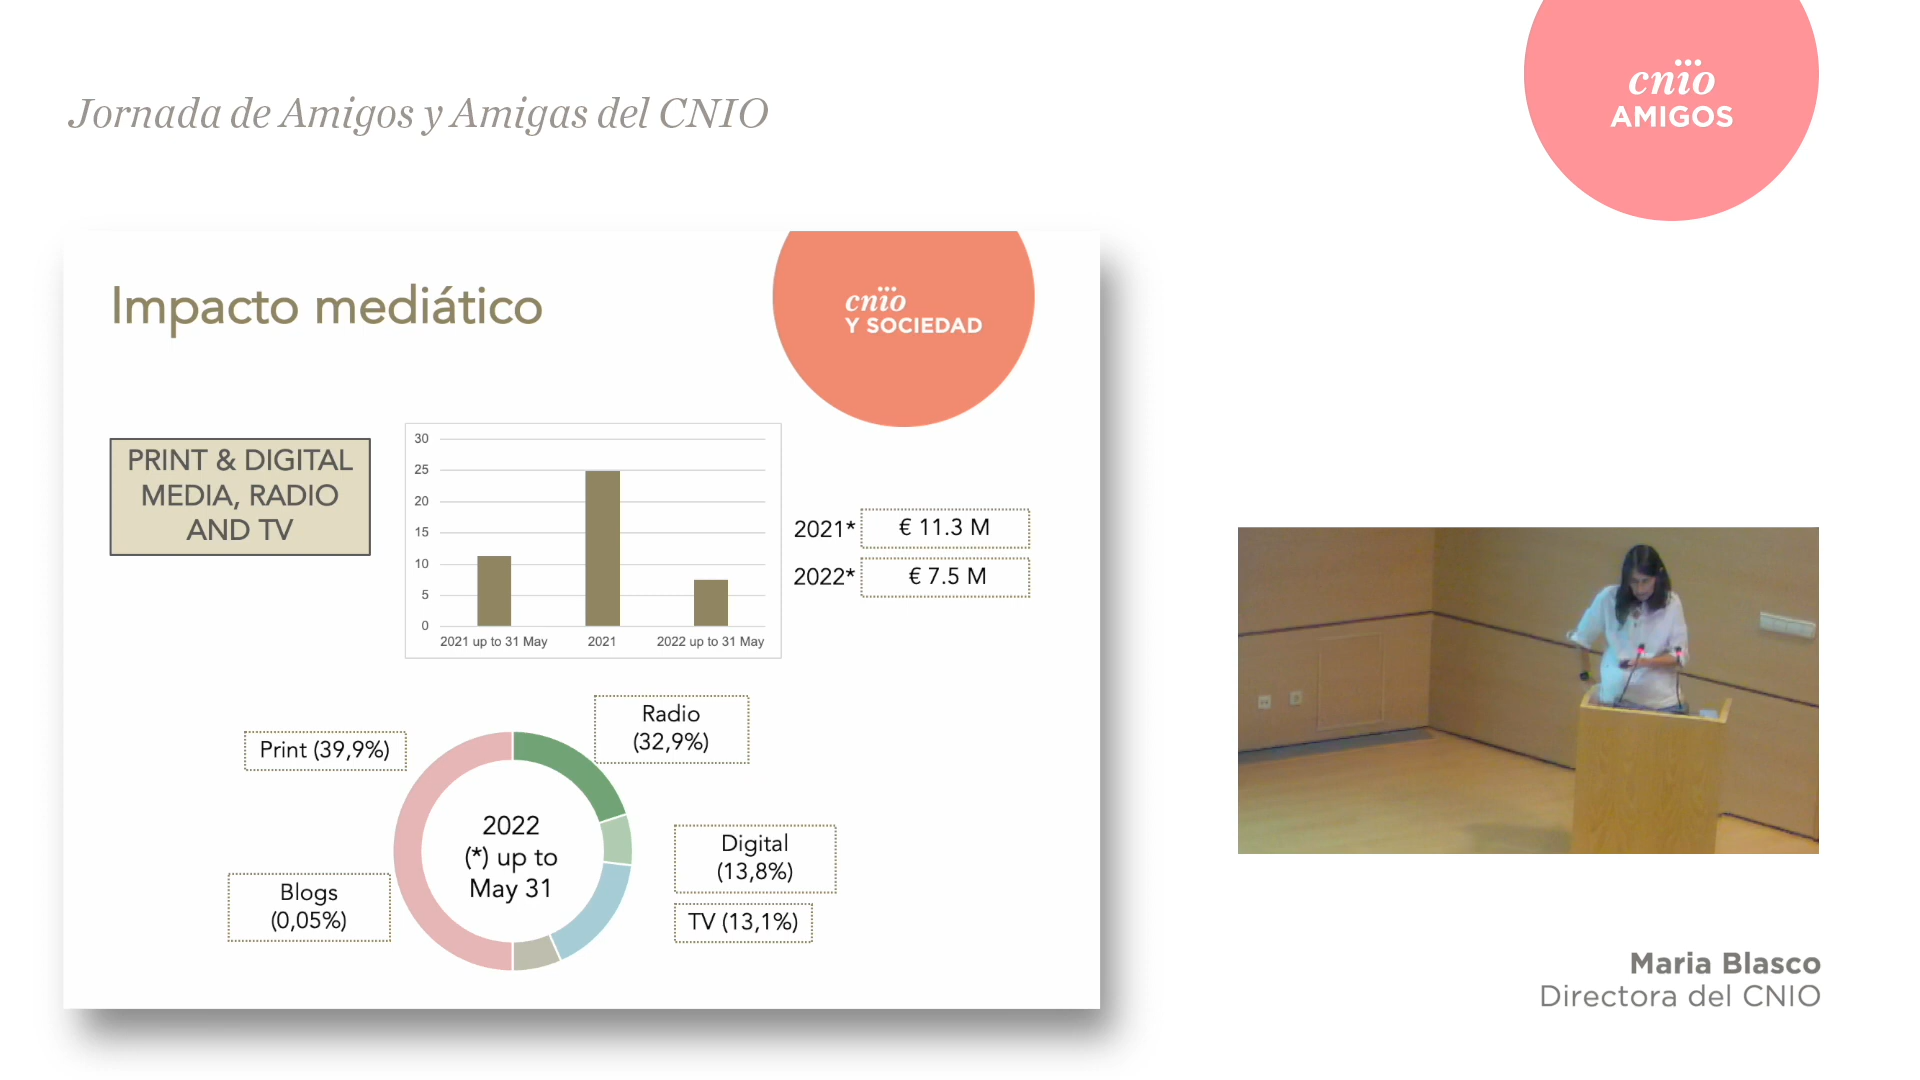 Jornada de Amigos y Amigas del CNIO
cnio
AMIGOS
Impacto mediático
cnio
Y SOCIEDAD
PRINT & DIGITAL
MEDIA, RADIO
AND TV
30
25
20
15
10
5
0
2021 up to 31 May
2021
2022 up to 31 May
2021* € 11.3 M
2022* € 7.5 M
Radio
(32,9%)
Print (39,9%)
2022
(*) up to
May 31
Digital
(13,8%)
Blogs
(0,05%)
TV (13,1%)
Maria Blasco
Directora del CNIO